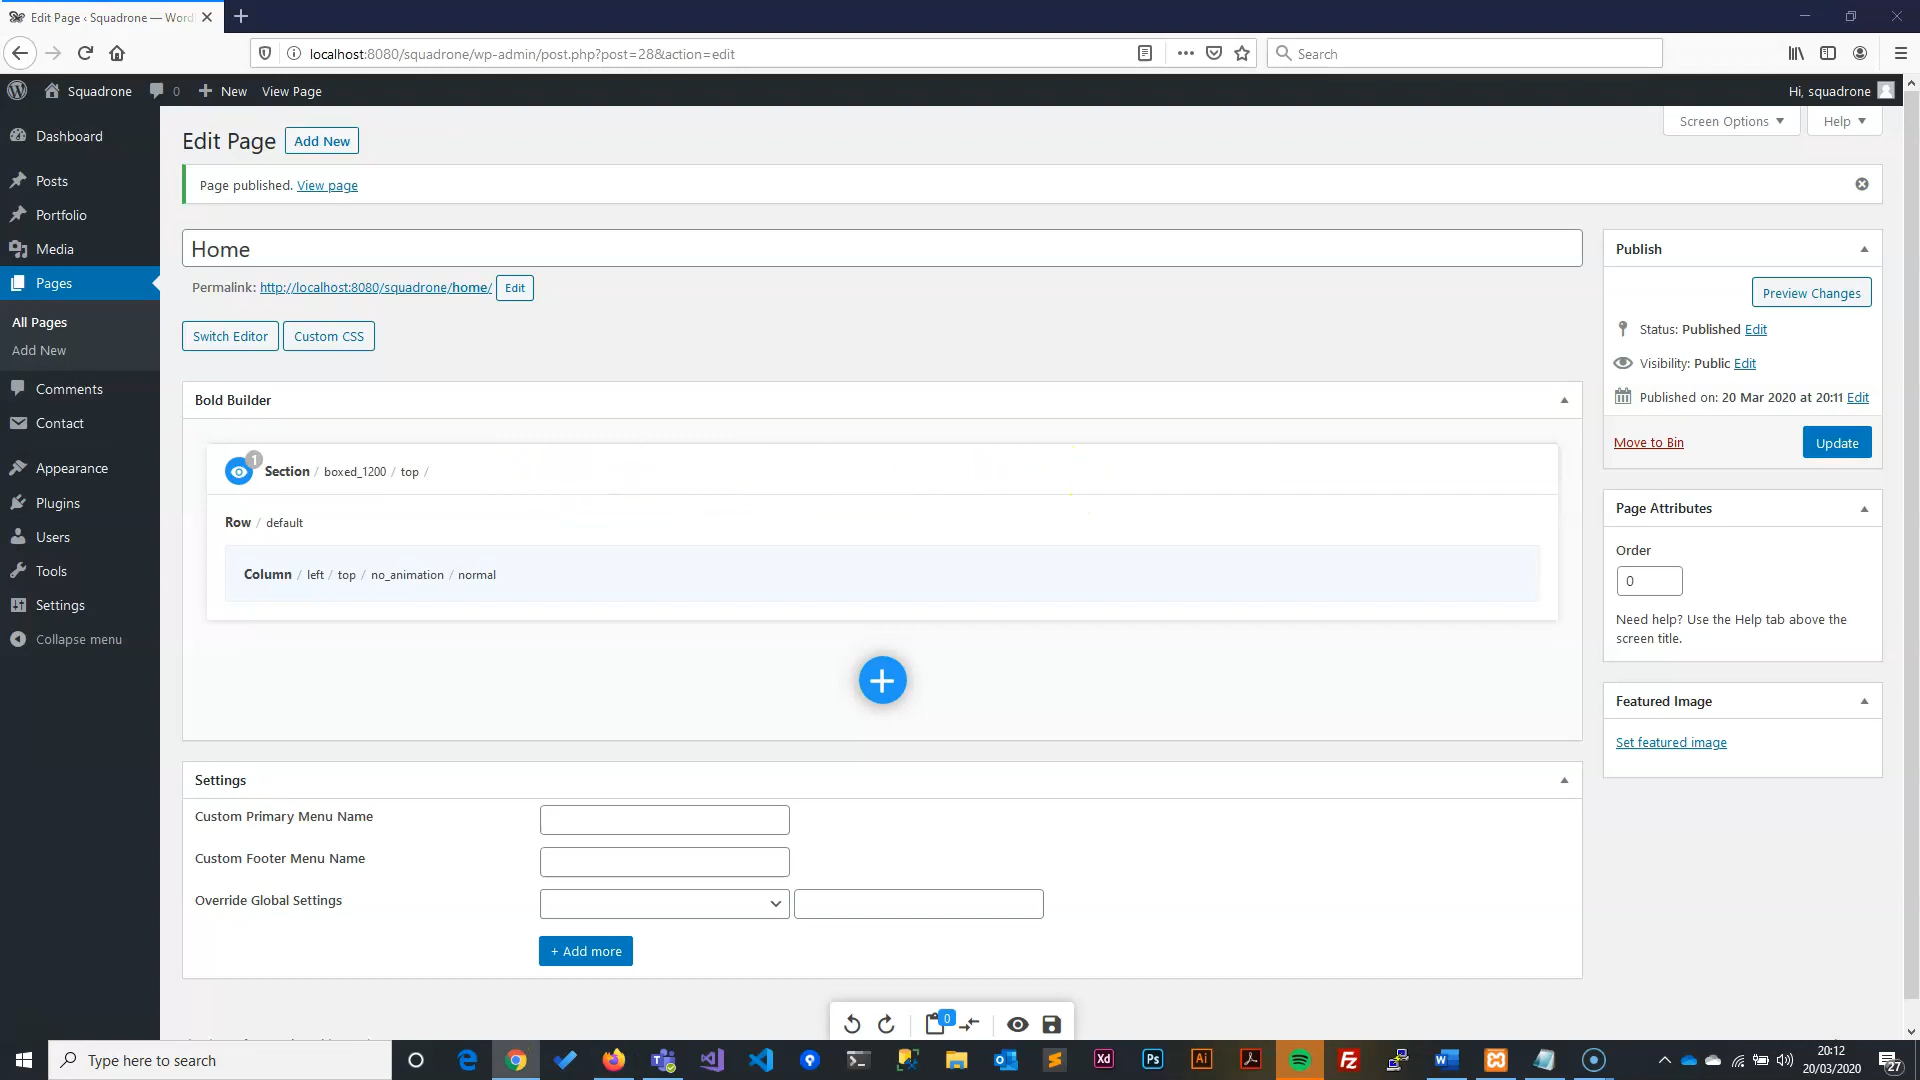 Edit Page ‹ Squadrone — Word
localhost:8080/squadrone/wp-admin/post.php?post=28&action=edit
Search
Squadrone
0
New
View Page
Hi, squadrone
Dashboard
Posts
Portfolio
Media
Pages
All Pages
Add New
Comments
Contact
Appearance
Plugins
Users
Tools
Settings
Collapse menu
Screen Options
Help
Edit Page
Add New
Page published. View page
Home
Permalink: http://localhost:8080/squadrone/home/
Edit
Switch Editor
Custom CSS
Bold Builder
1
Section / boxed_1200 / top /
Row / default
Column / left / top / no_animation / normal
Settings
Custom Primary Menu Name
Custom Footer Menu Name
Override Global Settings
+ Add more
0
Publish
Preview Changes
Status: Published Edit
Visibility: Public Edit
Published on: 20 Mar 2020 at 20:11 Edit
Move to Bin
Update
Page Attributes
Order
0
Need help? Use the Help tab above the
screen title.
Featured Image
Set featured image
Type here to search
Xd
Ps
Ai
20:12
20/03/2020
27